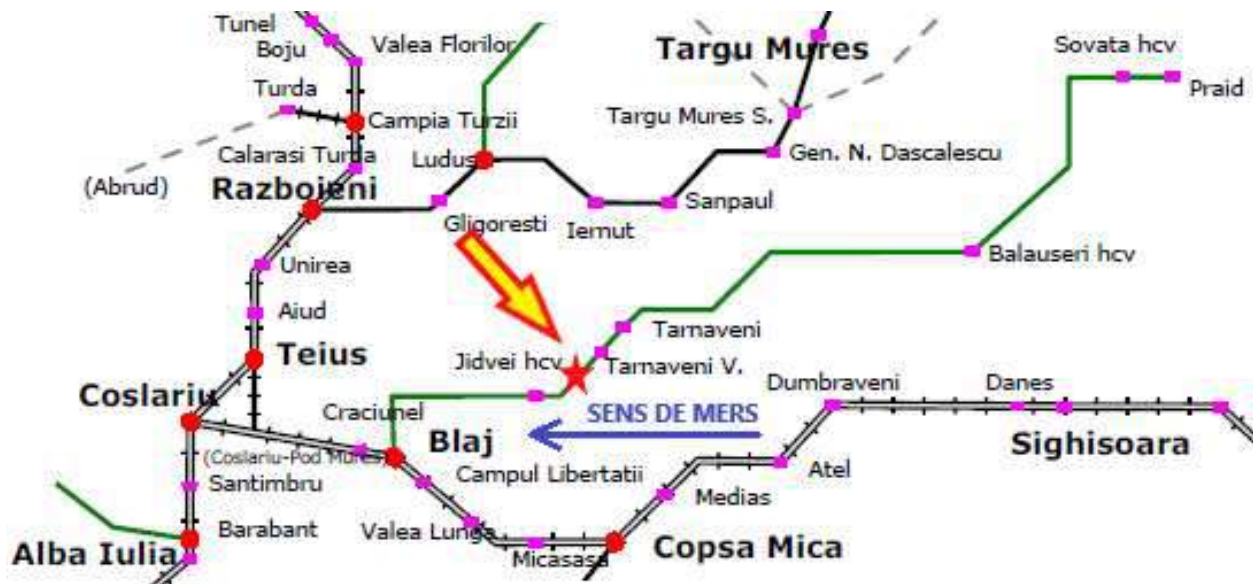 Tunel
Boju
Valea Florilor
Targu Mures
Sovata hcv
Praid
Turda
Campia Turzii
Targu Mures S.
Calarasi Turda
Ludus
Gen. N. Dascalescu
(Abrud)
Razbojeni
Gligoresti
Iernut
Sanpaul
Unirea
Balauseri hcv
Aiud
Tarnaveni
Teius
Jidvei hcv
Tarnaveni V.
Coslariu
Dumbraveni
Danes
Craciunel
SENS DE MERS
Blaj
Sighisoara
(Coslariu-Pod Mures)
Campul Libertatii
Atel
Santimbru
Medias
Barabant
Valea Lunga
Alba Iulia
Micasasa
Copsa Mica